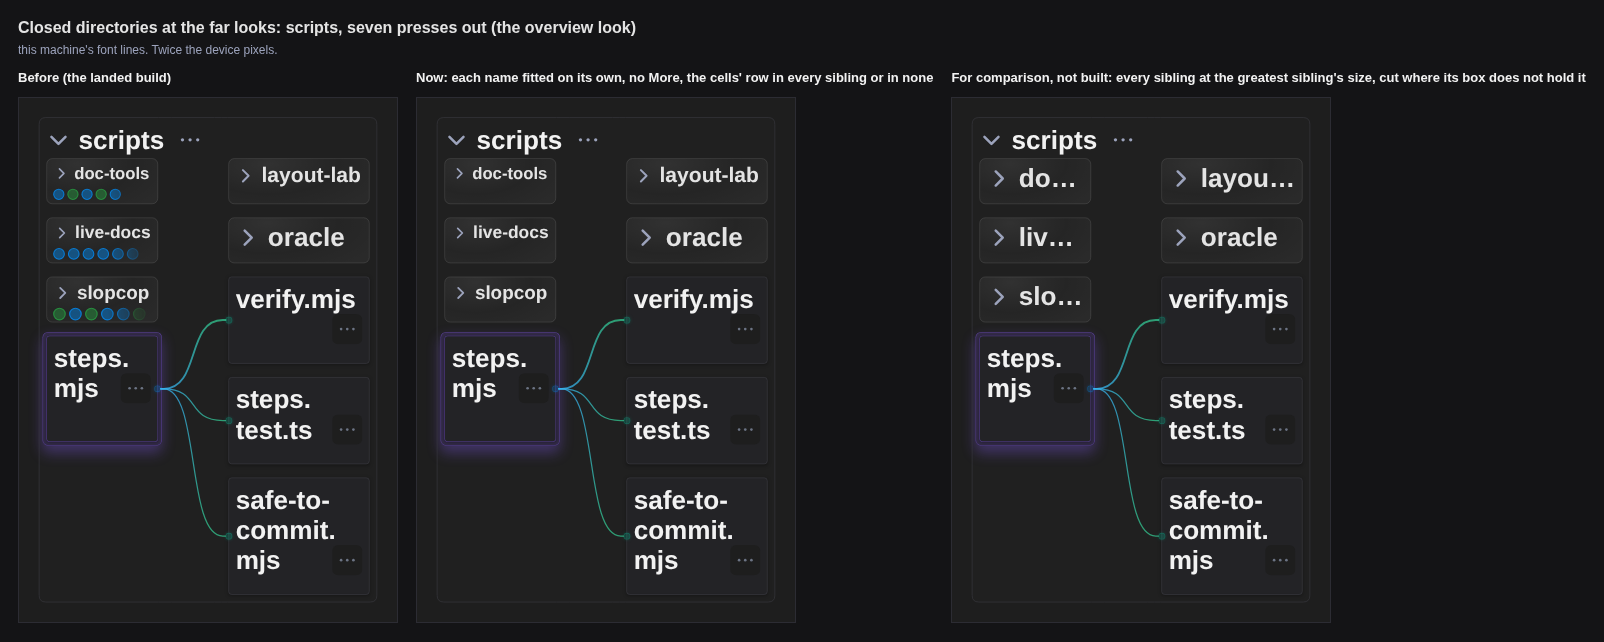 Closed directories at the far looks: scripts, seven presses out (the overview look)
this machine's font lines. Twice the device pixels.
Before (the landed build)
scripts ...
doc-tools
layout-lab
live-docs
oracle
slopcop
verify.mjs
...
steps.
mjs ...
steps.
test.ts ...
safe-to-
commit.
mjs ...
Now: each name fitted on its own, no More, the cells' row in every sibling or in none
scripts ...
doc-tools
layout-lab
live-docs
oracle
slopcop
verify.mjs
...
steps.
mjs ...
steps.
test.ts ...
safe-to-
commit.
mjs ...
For comparison, not built: every sibling at the greatest sibling's size, cut where its box does not hold it
scripts ...
do...
layou...
liv...
oracle
slo...
verify.mjs
...
steps.
mjs ...
steps.
test.ts ...
safe-to-
commit.
mjs ...